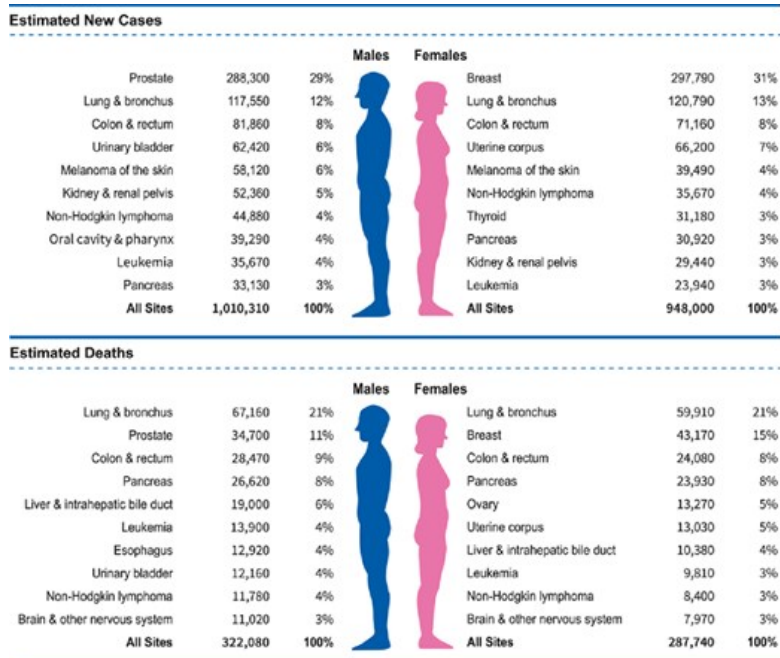 Estimated New Cases
Males Females
Prostate 288,300 29% Breast 297,790 31%
Lung & bronchus 117,550 12% Lung & bronchus 120,790 13%
Colon & rectum 81,860 8% Colon & rectum 71,160 8%
Urinary bladder 62,420 6% Uterine corpus 66,200 7%
Melanoma of the skin 58,120 6% Melanoma of the skin 39,490 4%
Kidney & renal pelvis 52,360 5% Non-Hodgkin lymphoma 35,670 4%
Non-Hodgkin lymphoma 44,880 4% Thyroid 31,180 3%
Oral cavity & pharynx 39,290 4% Pancreas 30,920 3%
Leukemia 35,670 4% Kidney & renal pelvis 29,440 3%
Pancreas 33,130 3% Leukemia 23,940 3%
All Sites 1,010,310 100% All Sites 948,000 100%
Estimated Deaths
Males Females
Lung & bronchus 67,160 21% Lung & bronchus 59,910 21%
Prostate 34,700 11% Breast 43,170 15%
Colon & rectum 28,470 9% Colon & rectum 24,080 8%
Pancreas 26,620 8% Pancreas 23,930 8%
Liver & intrahepatic bile duct 19,000 6% Ovary 13,270 5%
Leukemia 13,900 4% Uterine corpus 13,030 5%
Esophagus 12,920 4% Liver & intrahepatic bile duct 10,380 4%
Urinary bladder 12,160 4% Leukemia 9,810 3%
Non-Hodgkin lymphoma 11,780 4% Non-Hodgkin lymphoma 8,400 3%
Brain & other nervous system 11,020 3% Brain & other nervous system 7,970 3%
All Sites 322,080 100% All Sites 287,740 100%